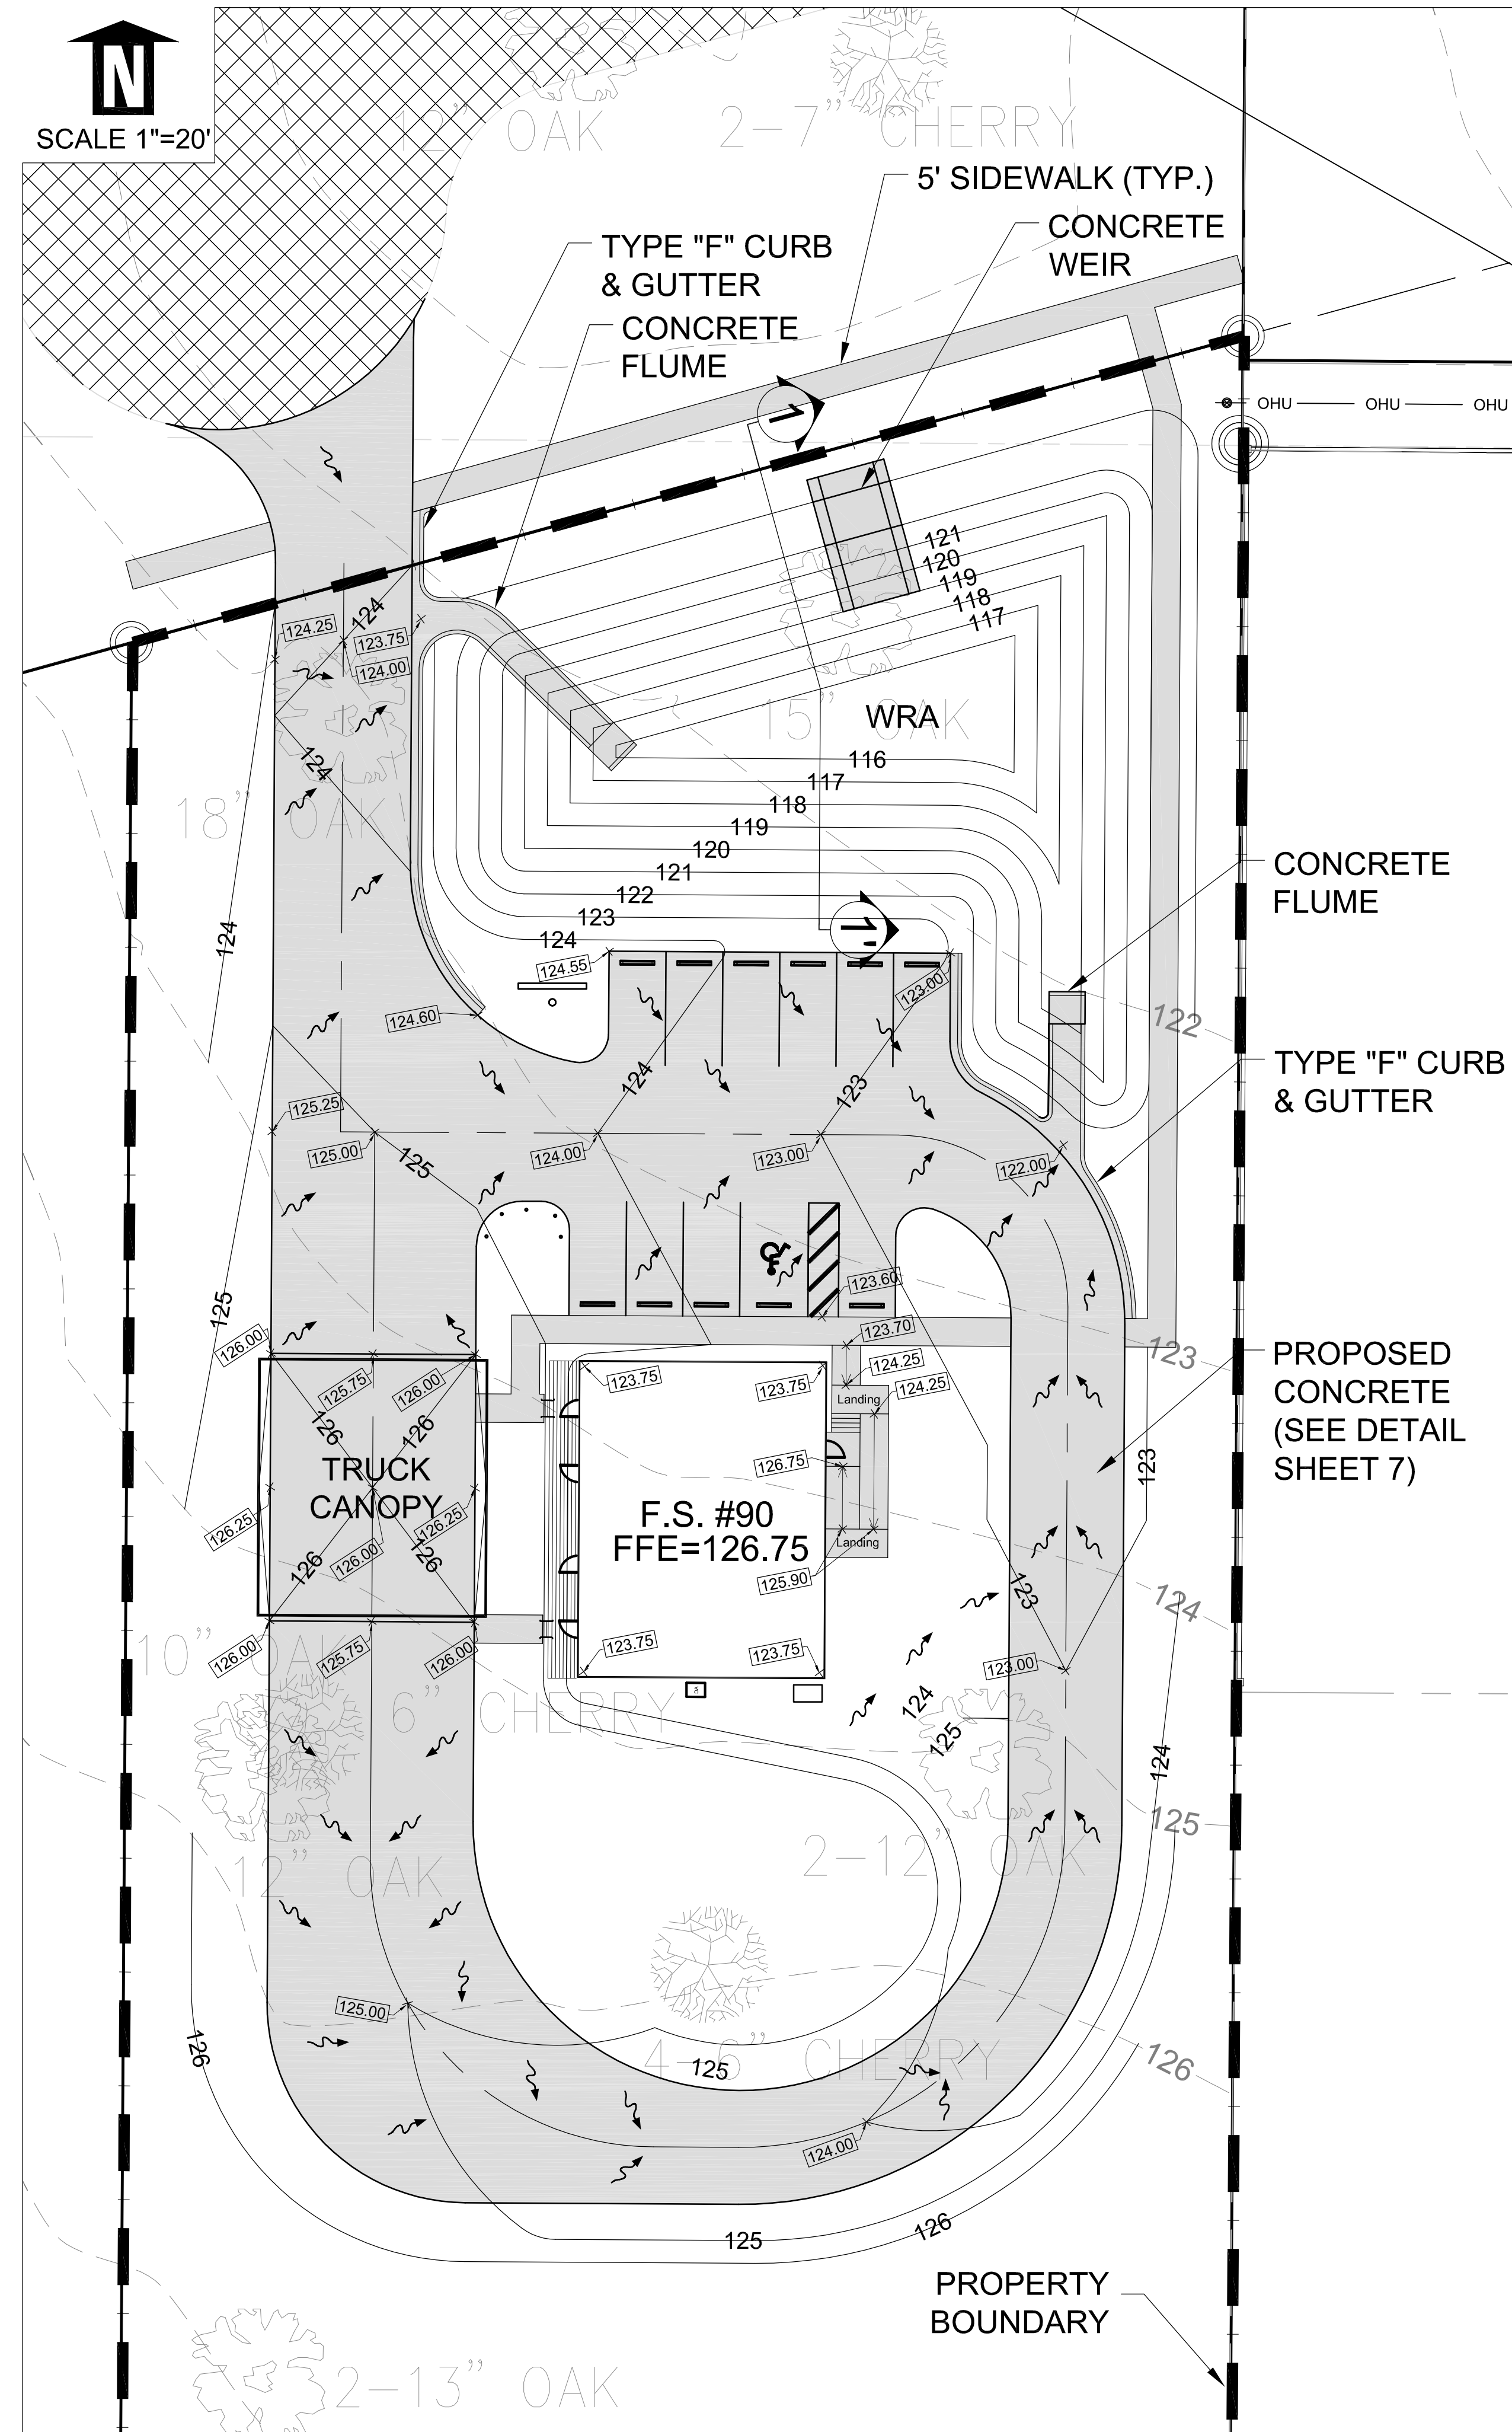 N
SCALE 1"=20'
12" OAK
2-7" CHERRY
5' SIDEWALK (TYP.)
CONCRETE
WEIR
TYPE "F" CURB
& GUTTER
CONCRETE
FLUME
1
OHU
OHU
OHU
121
120
119
118
117
124
124.25
123.75
124.00
15" OAK
WRA
124
116
117
118
18" OAK
119
120
121
122
123
124
CONCRETE
FLUME
124
1'
124.55
123.00
124.60
122
TYPE "F" CURB
& GUTTER
124
123
125.25
125.00
125
124.00
123.00
122.00
123.60
125
126.00
123.70
123
PROPOSED
CONCRETE
(SEE DETAIL
SHEET 7)
125.75
126.00
123.75
123.75
124.25
124.25
Landing
126
126
TRUCK
CANOPY
126.75
123
F.S. #90
FFE=126.75
126.25
126.25
126.00
126
126
Landing
125.90
123
124
10" OAK
126.00
125.75
126.00
123.75
123.75
123.00
6" CHERRY
124
125
124
125
2-12" OAK
12" OAK
125.00
126
4-6" CHERRY
125
126
124.00
125
126
PROPERTY
BOUNDARY
2-13" OAK